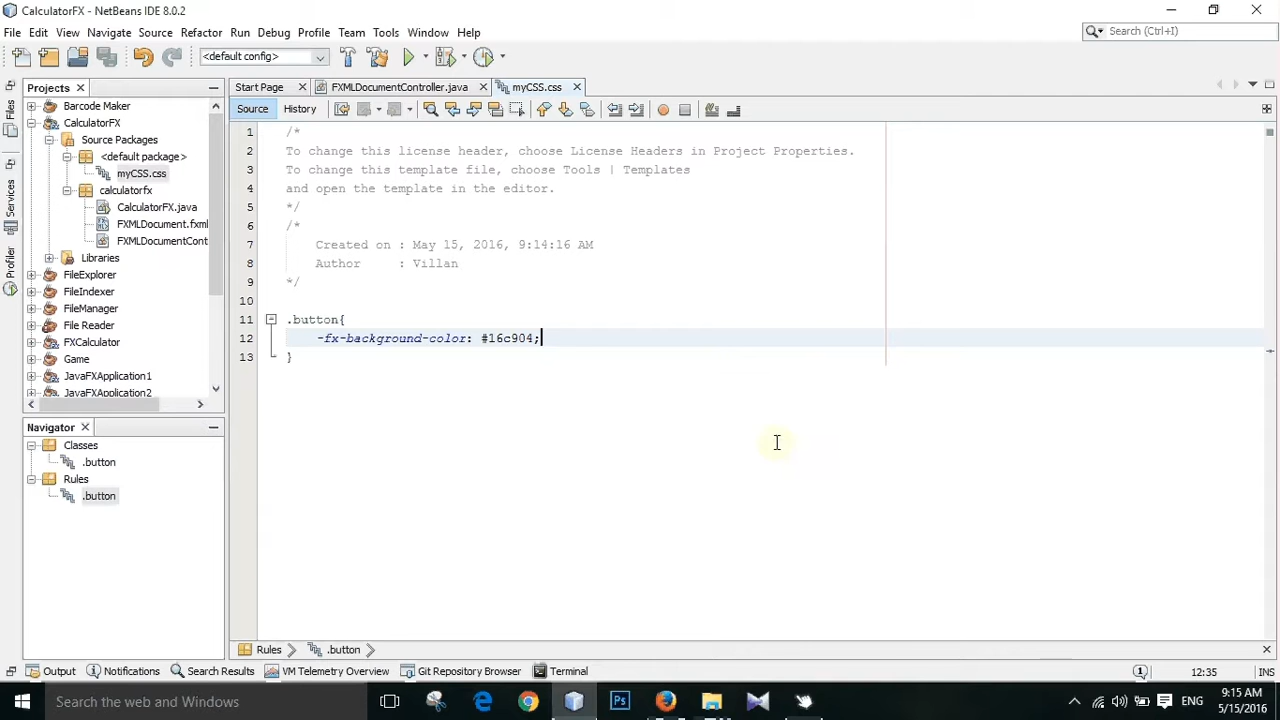 CalculatorFX - NetBeans IDE 8.0.2
File Edit View Navigate Source Refactor Run Debug Profile Team Tools Window Help
Search (Ctrl+I)
<default config>
Projects
Files
Services
Profiler
Barcode Maker
CalculatorFX
Source Packages
<default package>
myCSS.css
calculatorfx
CalculatorFX.java
FXMLDocument.fxml
FXMLDocumentCont
Libraries
FileExplorer
FileIndexer
FileManager
File Reader
FXCalculator
Game
JavaFXApplication1
JavaFXApplication2
Navigator
Classes
.button
Rules
.button
Start Page FXMLDocumentController.java myCSS.css
Source History
1 /*
2 To change this license header, choose License Headers in Project Properties.
3 To change this template file, choose Tools | Templates
4 and open the template in the editor.
5 */
6 /*
7 Created on : May 15, 2016, 9:14:16 AM
8 Author : Villan
9 */
10
11 .button{
12 -fx-background-color: #16c904;
13 }
Rules .button
Output Notifications Search Results VM Telemetry Overview Git Repository Browser Terminal
1 12:35 INS
Search the web and Windows
Ps
ENG
9:15 AM
5/15/2016